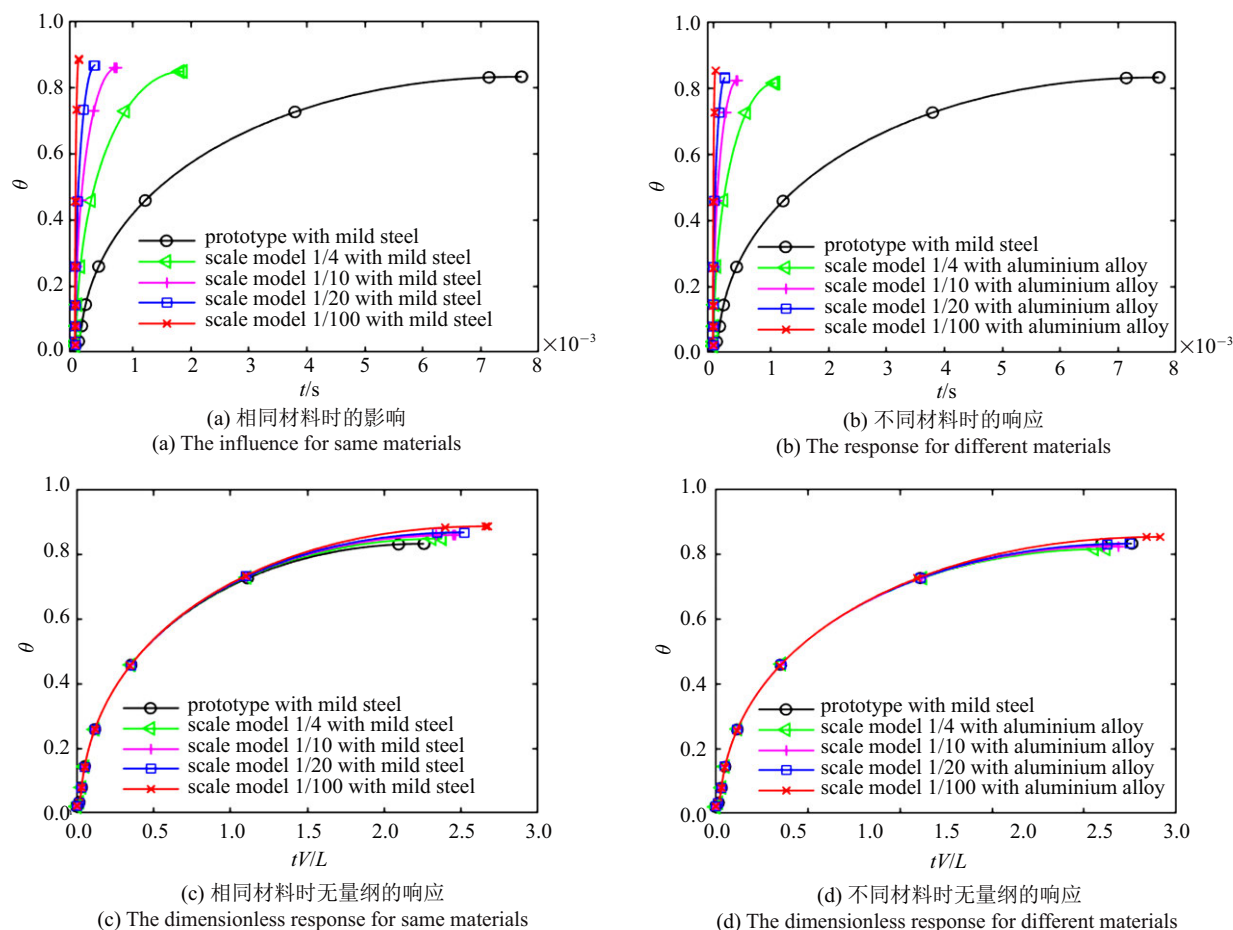 1.0
0.8
0.6
0.4
0.2
0.0
θ
prototype with mild steel
scale model 1/4 with mild steel
scale model 1/10 with mild steel
scale model 1/20 with mild steel
scale model 1/100 with mild steel
×10⁻³
0 1 2 3 4 5 6 7 8
t/s
(a) 相同材料时的影响
(a) The influence for same materials
1.0
0.8
0.6
0.4
0.2
0.0
θ
prototype with mild steel
scale model 1/4 with aluminium alloy
scale model 1/10 with aluminium alloy
scale model 1/20 with aluminium alloy
scale model 1/100 with aluminium alloy
×10⁻³
0 1 2 3 4 5 6 7 8
t/s
(b) 不同材料时的响应
(b) The response for different materials
1.0
0.8
0.6
0.4
0.2
0.0
θ
prototype with mild steel
scale model 1/4 with mild steel
scale model 1/10 with mild steel
scale model 1/20 with mild steel
scale model 1/100 with mild steel
0.0 0.5 1.0 1.5 2.0 2.5 3.0
tV/L
(c) 相同材料时无量纲的响应
(c) The dimensionless response for same materials
1.0
0.8
0.6
0.4
0.2
0.0
θ
prototype with mild steel
scale model 1/4 with aluminium alloy
scale model 1/10 with aluminium alloy
scale model 1/20 with aluminium alloy
scale model 1/100 with aluminium alloy
0.0 0.5 1.0 1.5 2.0 2.5 3.0
tV/L
(d) 不同材料时无量纲的响应
(d) The dimensionless response for different materials